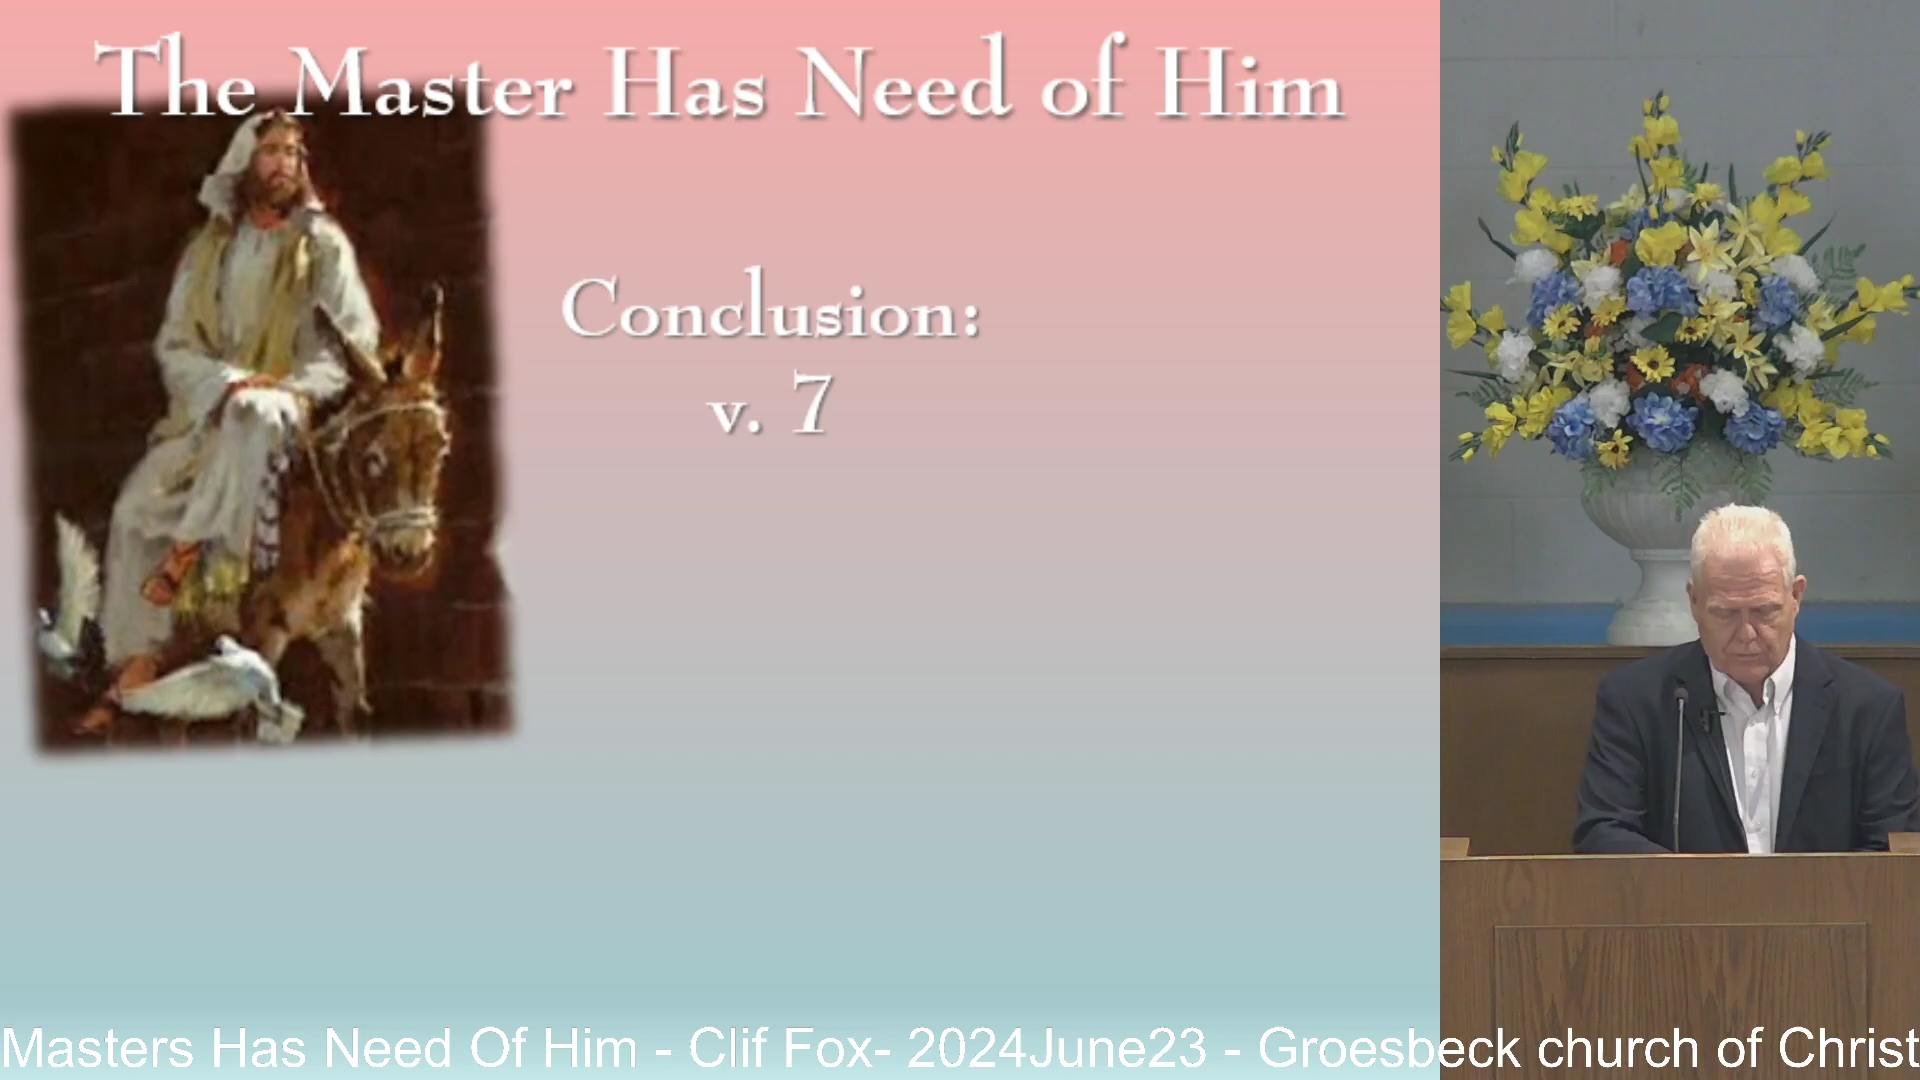 The Master Has Need of Him
Conclusion:
v. 7
Masters Has Need Of Him - Clif Fox- 2024June23 - Groesbeck church of Christ